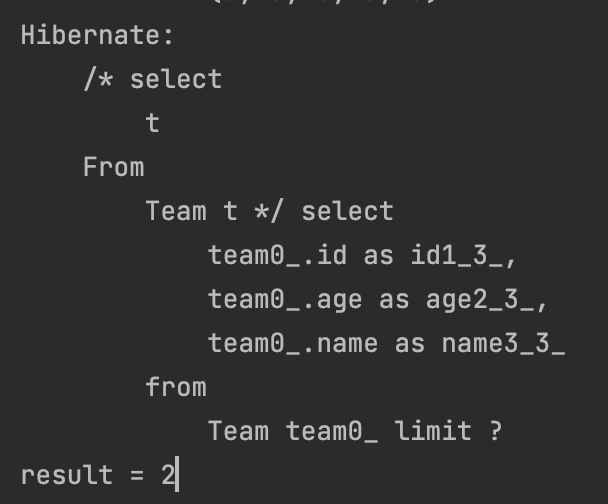 Hibernate:
/* select
t
From
Team t */ select
team0_.id as id1_3_,
team0_.age as age2_3_,
team0_.name as name3_3_
from
Team team0_ limit ?
result = 2